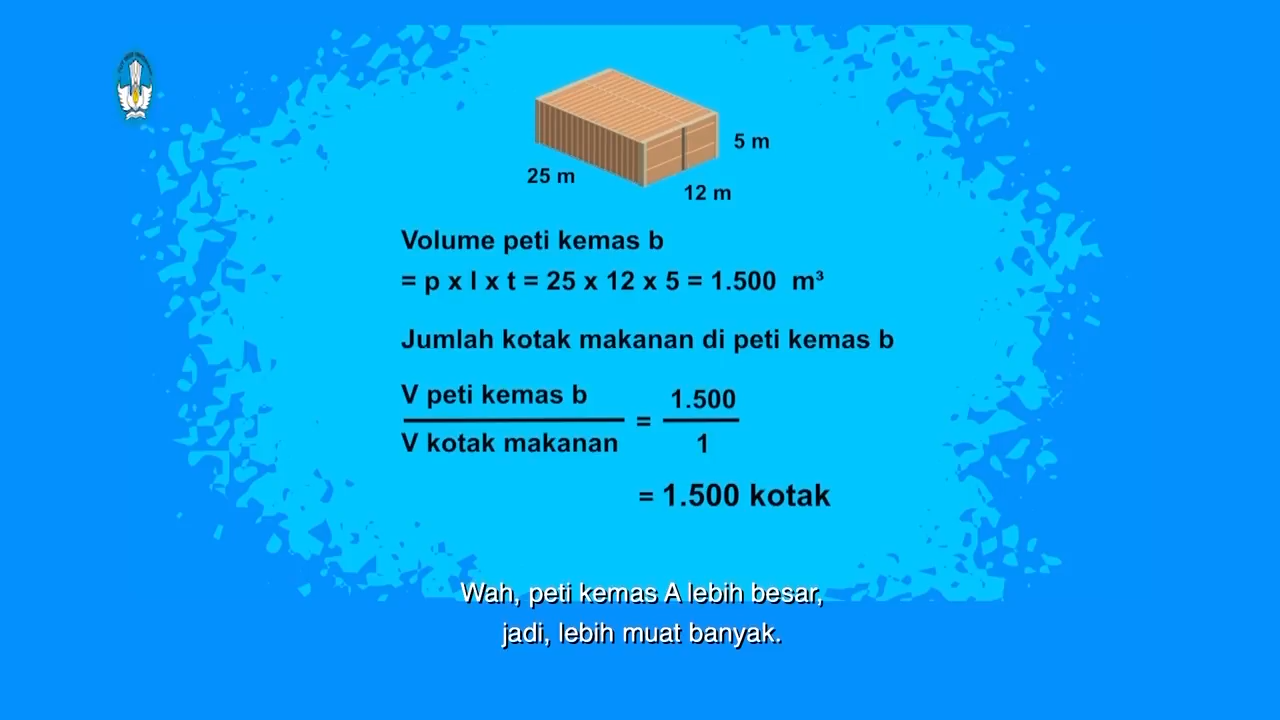 5 m
25 m
12 m
Volume peti kemas b
= p x l x t = 25 x 12 x 5 = 1.500 m³
Jumlah kotak makanan di peti kemas b
V peti kemas b
V kotak makanan
=
1.500
1
= 1.500 kotak
Wah, peti kemas A lebih besar,
jadi, lebih muat banyak.